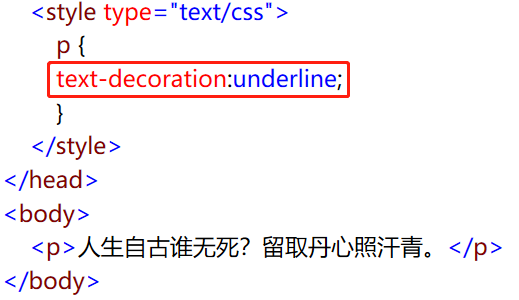 <style type="text/css">
p {
text-decoration:underline;
}
</style>
</head>
<body>
<p>人生自古谁无死？留取丹心照汗青。</p>
</body>